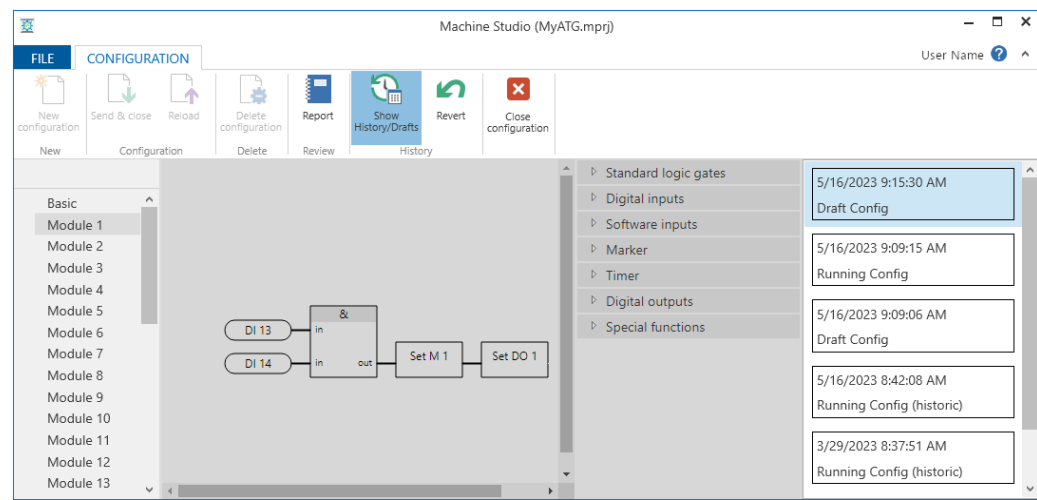 Machine Studio (MyATG.mprj)
FILE
CONFIGURATION
User Name
New
configuration
Send & close
Reload
Delete
configuration
Report
Show
History/Drafts
Revert
Close
configuration
New
Configuration
Delete
Review
History
Basic
Module 1
Module 2
Module 3
Module 4
Module 5
Module 6
Module 7
Module 8
Module 9
Module 10
Module 11
Module 12
Module 13
&
DI 13
in
DI 14
in
out
Set M 1
Set DO 1
Standard logic gates
Digital inputs
Software inputs
Marker
Timer
Digital outputs
Special functions
5/16/2023 9:15:30 AM
Draft Config
5/16/2023 9:09:15 AM
Running Config
5/16/2023 9:09:06 AM
Draft Config
5/16/2023 8:42:08 AM
Running Config (historic)
3/29/2023 8:37:51 AM
Running Config (historic)